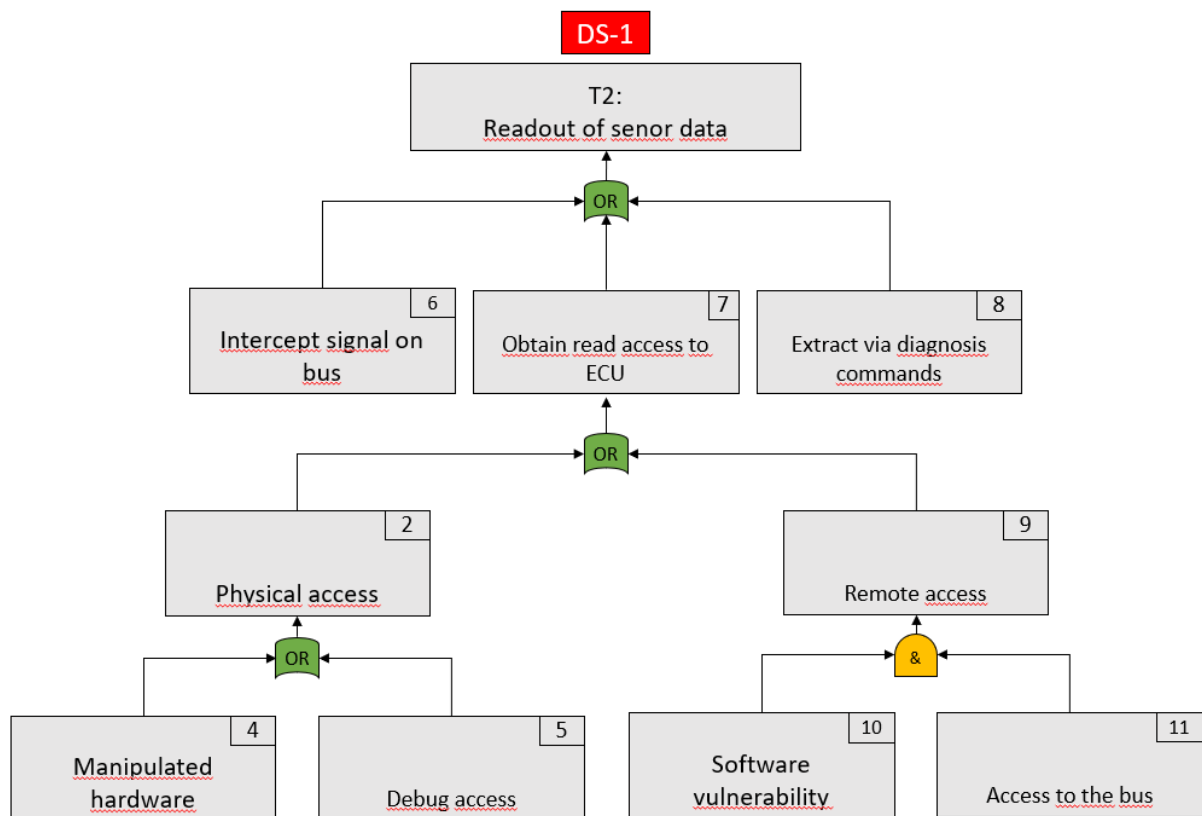 DS-1
T2:
Readout of senor data
OR
6
Intercept signal on
bus
7
Obtain read access to
ECU
8
Extract via diagnosis
commands
OR
2
Physical access
9
Remote access
OR
&
4
Manipulated
hardware
5
Debug access
10
Software
vulnerability
11
Access to the bus